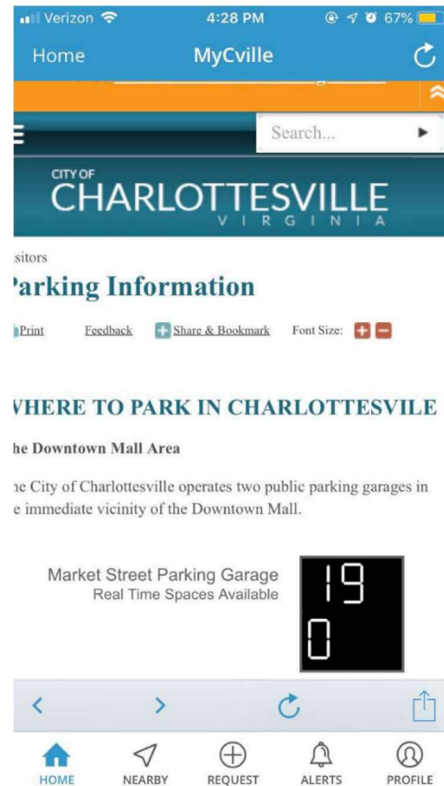 Verizon 4:28 PM 67%
Home MyCville
Search...
CITY OF
CHARLOTTESVILLE
VIRGINIA
sitors
arking Information
Print Feedback Share & Bookmark Font Size:
WHERE TO PARK IN CHARLOTTESVILE
he Downtown Mall Area
he City of Charlottesville operates two public parking garages in
e immediate vicinity of the Downtown Mall.
Market Street Parking Garage
Real Time Spaces Available
19
0
HOME NEARBY REQUEST ALERTS PROFILE